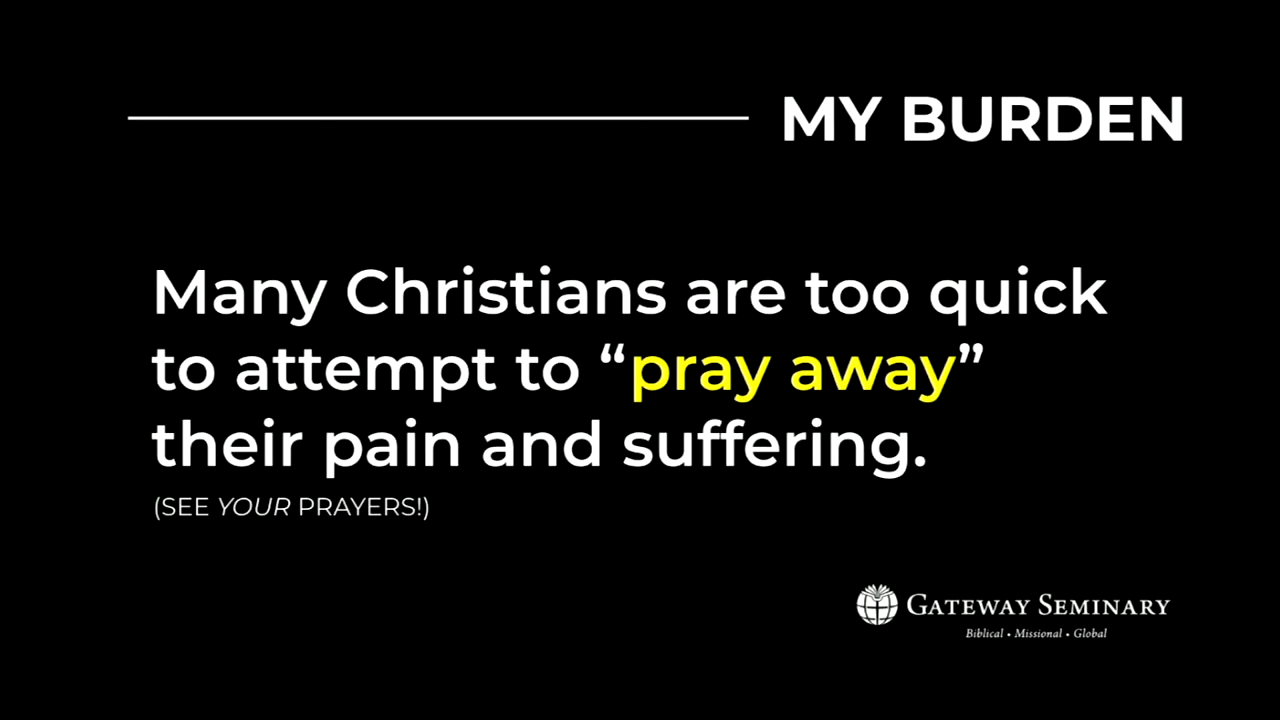 MY BURDEN
Many Christians are too quick
to attempt to “pray away”
their pain and suffering.
(SEE YOUR PRAYERS!)
GATEWAY SEMINARY
Biblical • Missional • Global